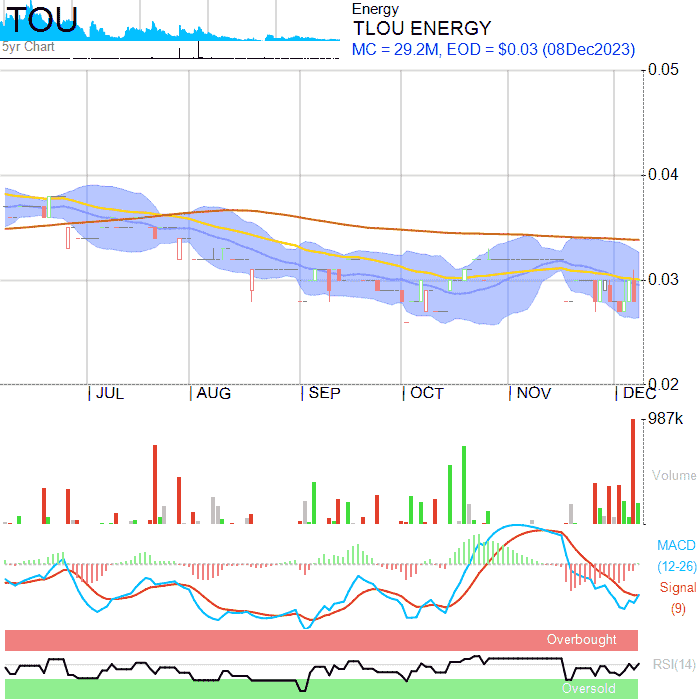 TOU
5yr Chart
Energy
TLOU ENERGY
MC = 29.2M, EOD = $0.03 (08Dec2023)
0.05
0.04
0.03
0.02
JUL
AUG
SEP
OCT
NOV
DEC
987k
Volume
MACD
(12-26)
Signal
(9)
Overbought
RSI(14)
Oversold